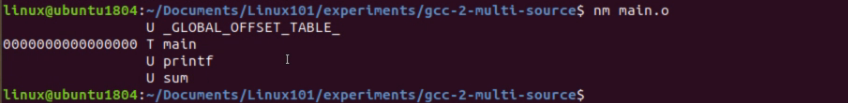 linux@ubuntu1804:~/Documents/Linux101/experiments/gcc-2-multi-source$ nm main.o
                 U _GLOBAL_OFFSET_TABLE_
0000000000000000 T main
                 U printf
                 U sum
linux@ubuntu1804:~/Documents/Linux101/experiments/gcc-2-multi-source$